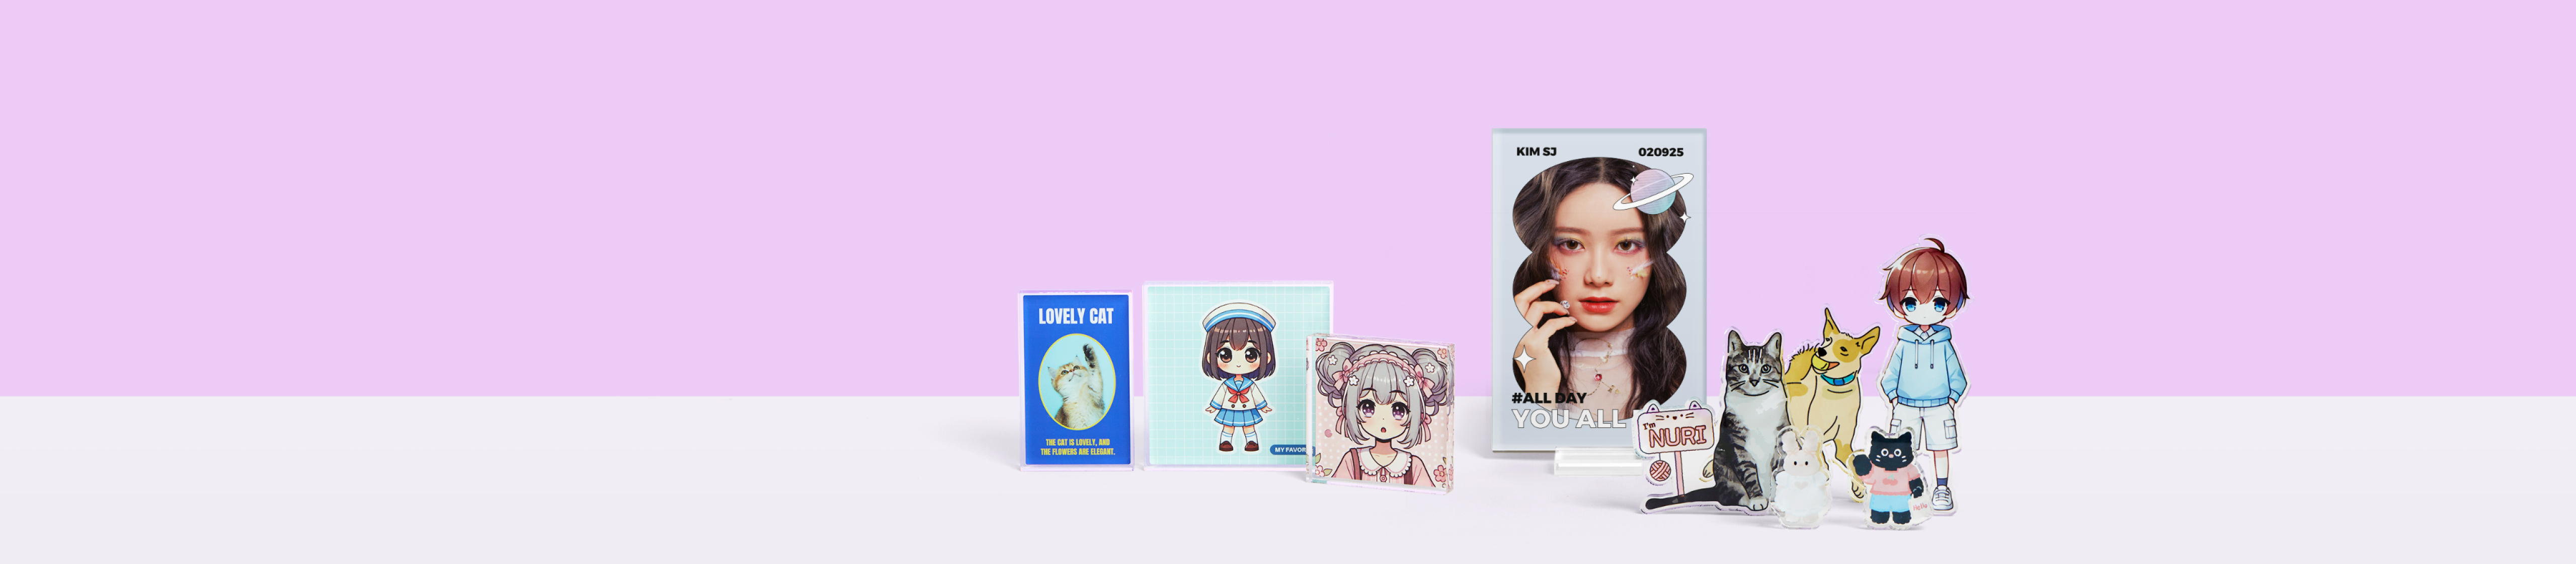 LOVELY CAT
THE CAT IS LOVELY, AND
THE FLOWERS ARE ELEGANT.
MY FAVOR
KIM SJ
020925
#ALL DAY
YOU ALL
I'm
NURI